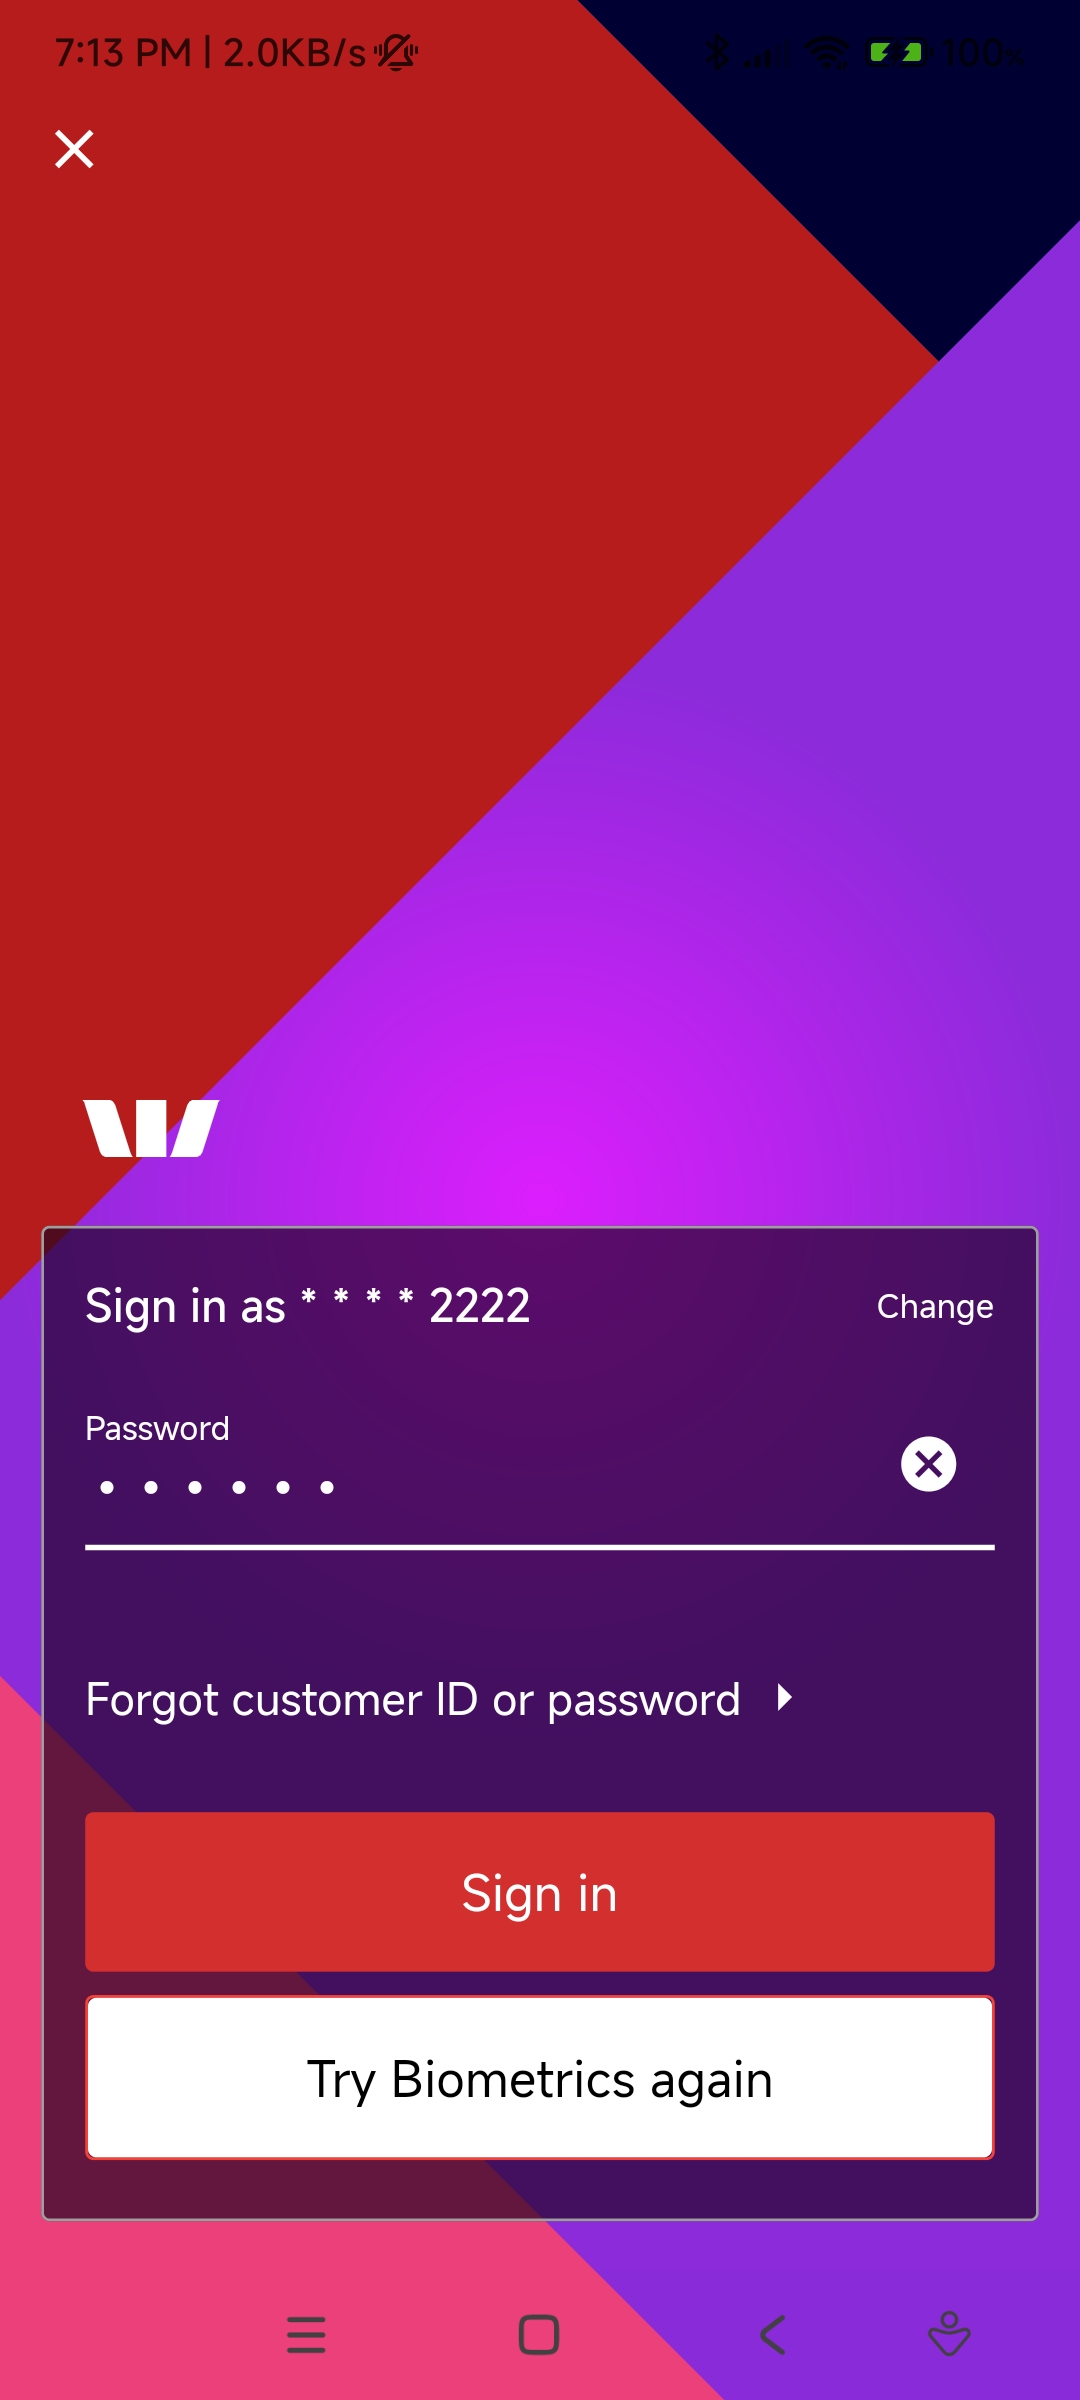 7:13 PM | 2.0KB/s 100%
Sign in as * * * * 2222
Change
Password
• • • • • •
Forgot customer ID or password
Sign in
Try Biometrics again